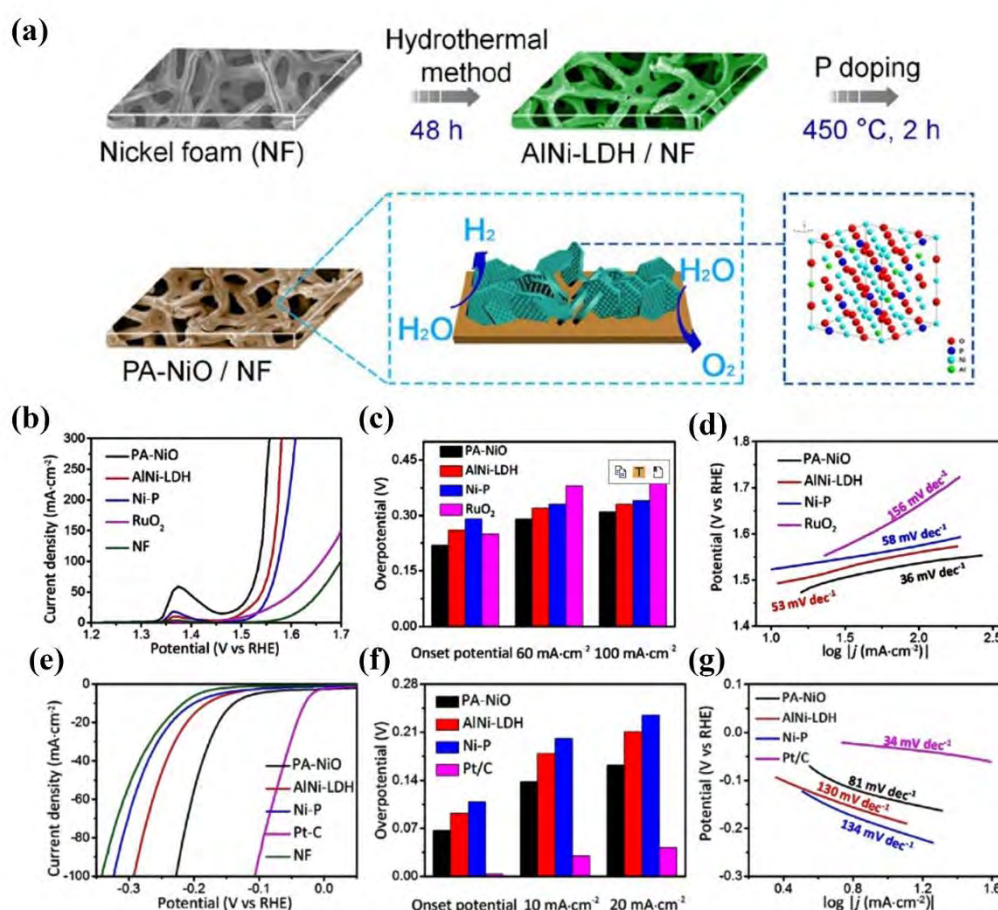 (a)
Hydrothermal
method
48 h
P doping
450 °C, 2 h
Nickel foam (NF)
AlNi-LDH / NF
H₂
H₂O
H₂O
O₂
PA-NiO / NF
O
P
Ni
Al
(b)
Current density (mA·cm⁻²)
300
250
200
150
100
50
0
PA-NiO
AlNi-LDH
Ni-P
RuO₂
NF
1.2 1.3 1.4 1.5 1.6 1.7
Potential (V vs RHE)
(c)
Overpotential (V)
0.45
0.30
0.15
0.00
PA-NiO
AlNi-LDH
Ni-P
RuO₂
T
Onset potential 60 mA·cm⁻² 100 mA·cm⁻²
(d)
Potential (V vs RHE)
1.8
1.7
1.6
1.5
1.4
PA-NiO
AlNi-LDH
Ni-P
RuO₂
156 mV dec⁻¹
58 mV dec⁻¹
36 mV dec⁻¹
53 mV dec⁻¹
1.0 1.5 2.0 2.5
log |j (mA·cm⁻²)|
(e)
Current density (mA·cm⁻²)
0
-20
-40
-60
-80
-100
PA-NiO
AlNi-LDH
Ni-P
Pt-C
NF
-0.3 -0.2 -0.1 0.0
Potential (V vs RHE)
(f)
Overpotential (V)
0.28
0.21
0.14
0.07
0.00
PA-NiO
AlNi-LDH
Ni-P
Pt/C
Onset potential 10 mA·cm⁻² 20 mA·cm⁻²
(g)
Potential (V vs RHE)
0.1
0.0
-0.1
-0.2
-0.3
PA-NiO
AlNi-LDH
Ni-P
Pt/C
34 mV dec⁻¹
81 mV dec⁻¹
130 mV dec⁻¹
134 mV dec⁻¹
0.4 0.8 1.2 1.6
log |j (mA·cm⁻²)|